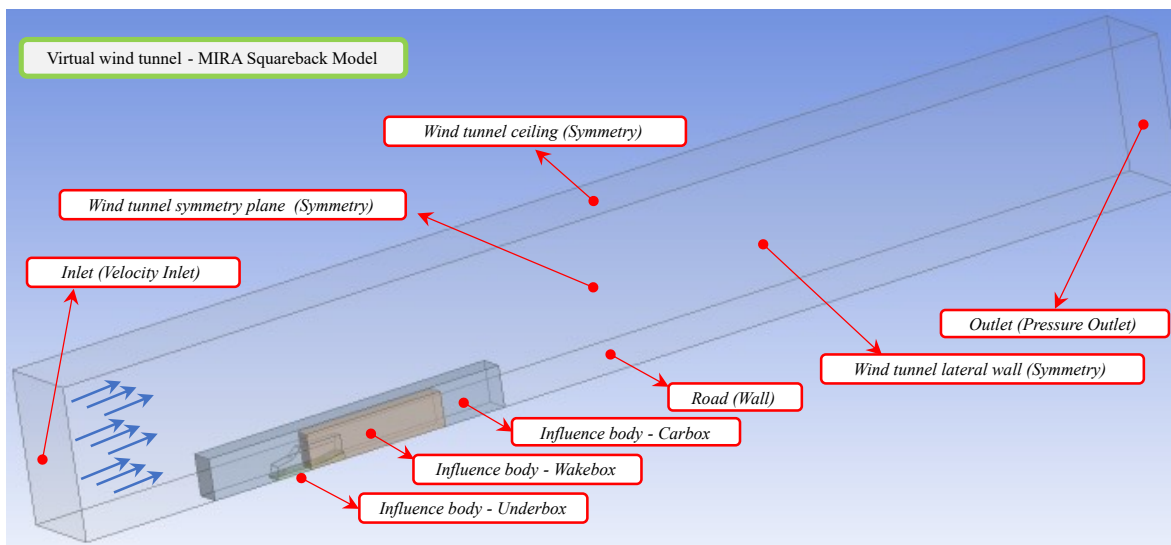 Virtual wind tunnel - MIRA Squareback Model
Wind tunnel ceiling (Symmetry)
Wind tunnel symmetry plane (Symmetry)
Inlet (Velocity Inlet)
Outlet (Pressure Outlet)
Wind tunnel lateral wall (Symmetry)
Road (Wall)
Influence body - Carbox
Influence body - Wakebox
Influence body - Underbox